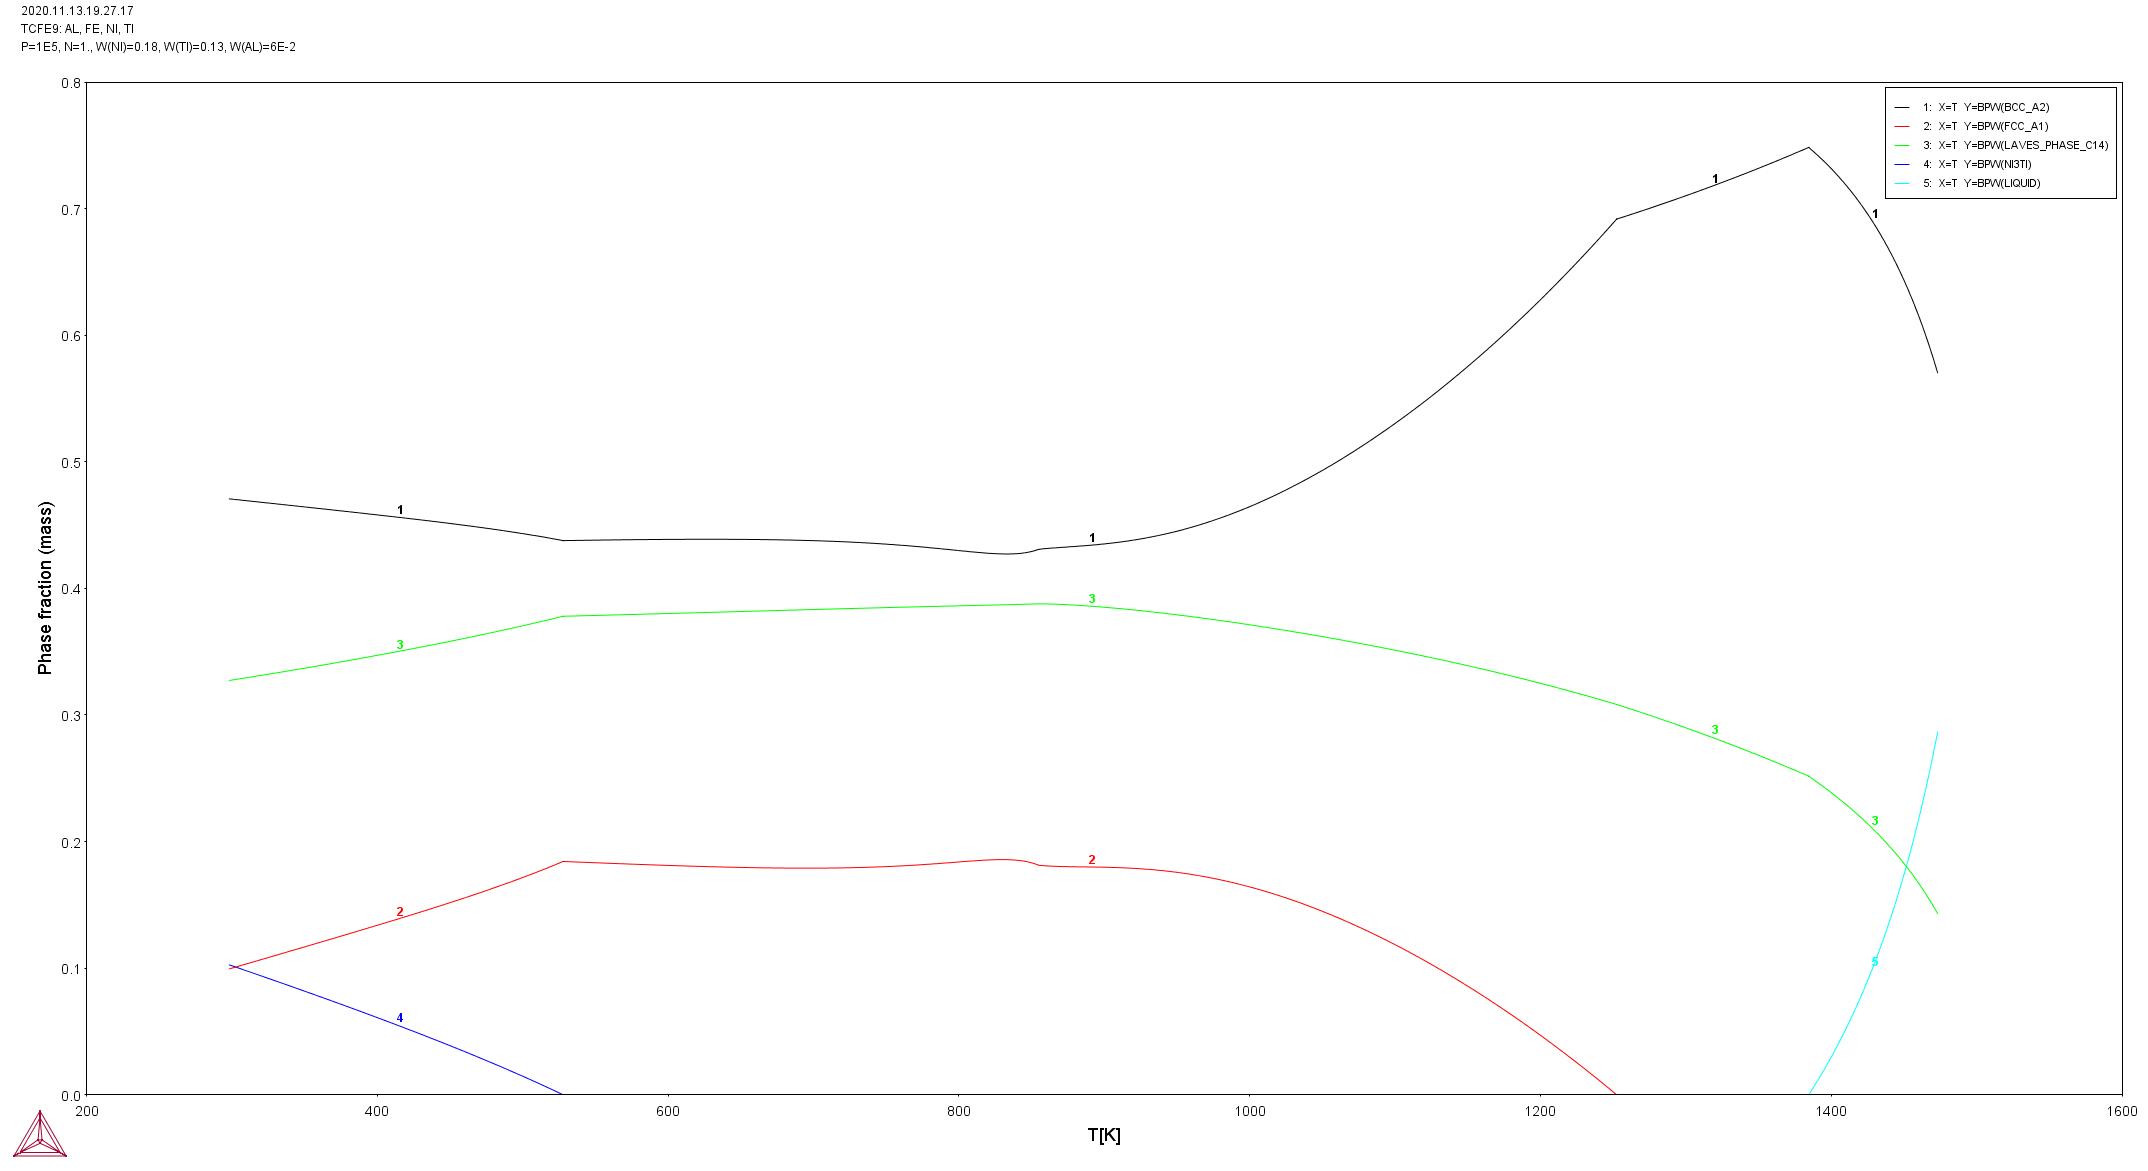 2020.11.13.19.27.17
TCFE9: AL, FE, NI, TI
P=1E5, N=1., W(NI)=0.18, W(TI)=0.13, W(AL)=6E-2
1: X=T Y=BPW(BCC_A2)
2: X=T Y=BPW(FCC_A1)
3: X=T Y=BPW(LAVES_PHASE_C14)
4: X=T Y=BPW(NI3TI)
5: X=T Y=BPW(LIQUID)
Phase fraction (mass)
0.8
0.7
0.6
0.5
0.4
0.3
0.2
0.1
0.0
1
1
1
1
3
3
3
3
2
2
4
5
200 400 600 800 1000 1200 1400 1600
T[K]